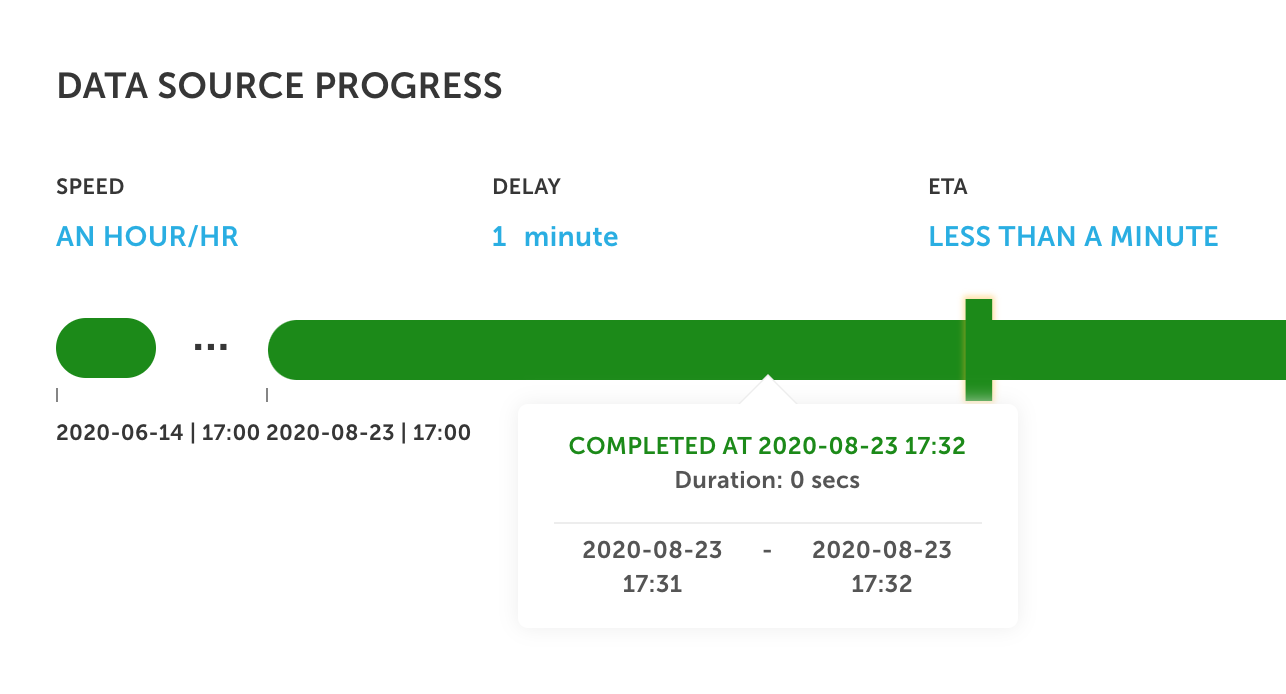 DATA SOURCE PROGRESS
SPEED
DELAY
ETA
AN HOUR/HR
1 minute
LESS THAN A MINUTE
...
2020-06-14 | 17:00
2020-08-23 | 17:00
COMPLETED AT 2020-08-23 17:32
Duration: 0 secs
2020-08-23 - 2020-08-23
17:31 17:32